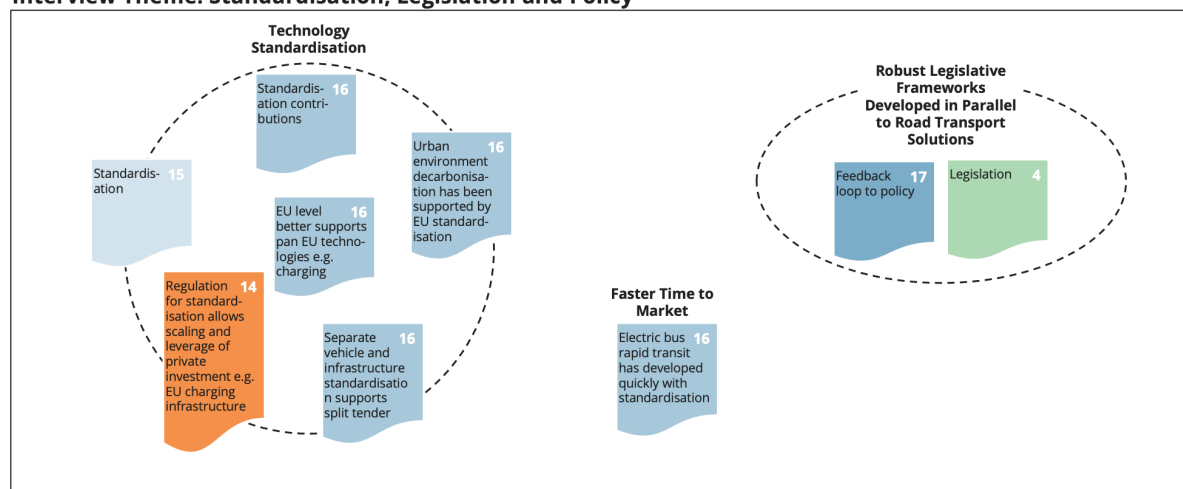 Interview Theme: Standardisation, Legislation and Policy
Technology
Standardisation
Standardis- 16
ation contri-
butions
Urban 16
environment
decarbonisa-
tion has been
supported by
EU standard-
isation
Standardis- 15
ation
EU level 16
better supports
pan EU techno-
logies e.g.
charging
Regulation 14
for standard-
isation allows
scaling and
leverage of
private
investment e.g.
EU charging
infrastructure
Separate 16
vehicle and
infrastructure
standardisatio
n supports
split tender
Faster Time to
Market
Electric bus 16
rapid transit
has developed
quickly with
standardisation
Robust Legislative
Frameworks
Developed in Parallel
to Road Transport
Solutions
Feedback 17
loop to policy
Legislation 4